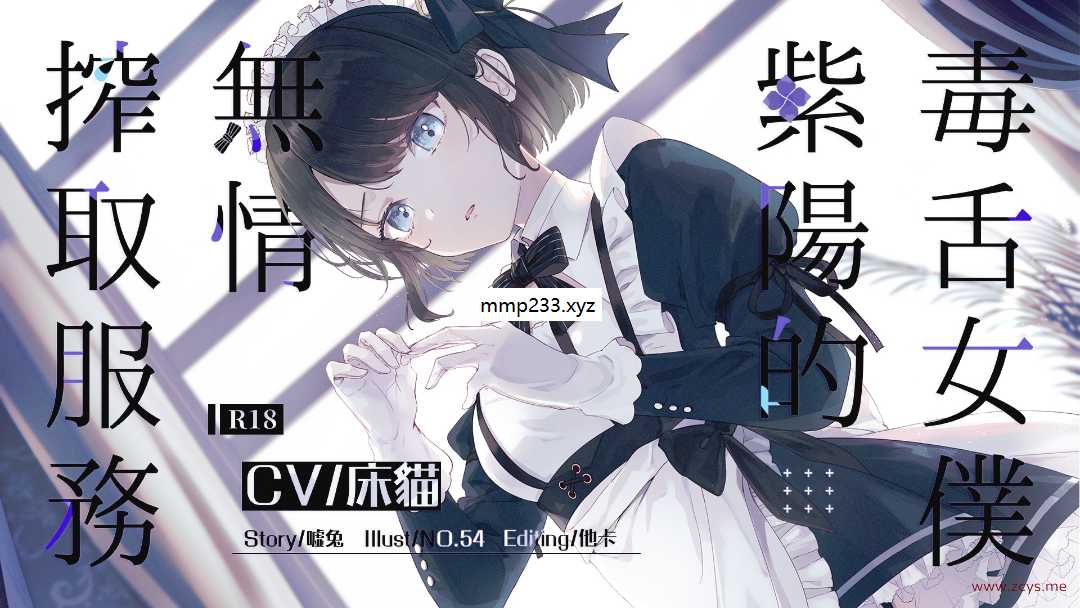 毒舌女僕
紫陽的
無情
搾取服務
mmp233.xyz
R18
CV/床貓
Story/噓兔 Illust/NO.54 Editing/他卡
www.zcys.me